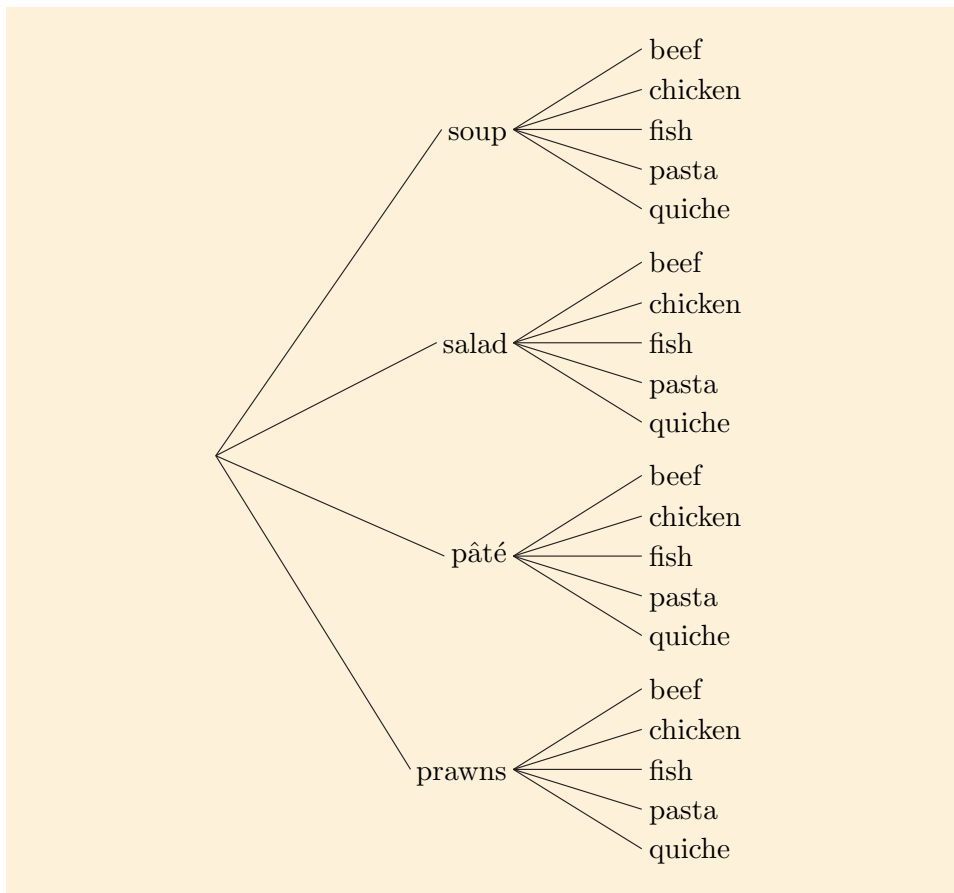 beef
chicken
soup
fish
pasta
quiche
beef
chicken
salad
fish
pasta
quiche
beef
chicken
pâté
fish
pasta
quiche
beef
chicken
prawns
fish
pasta
quiche